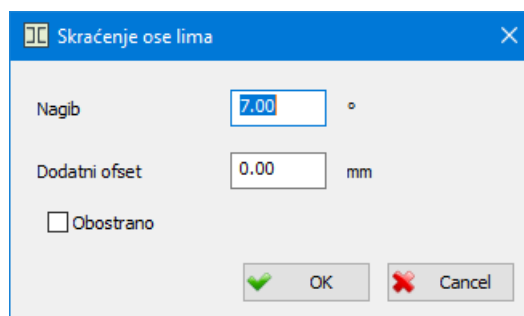 Skraćenje ose lima
Nagib 7.00 °
Dodatni ofset 0.00 mm
Obostrano
OK Cancel